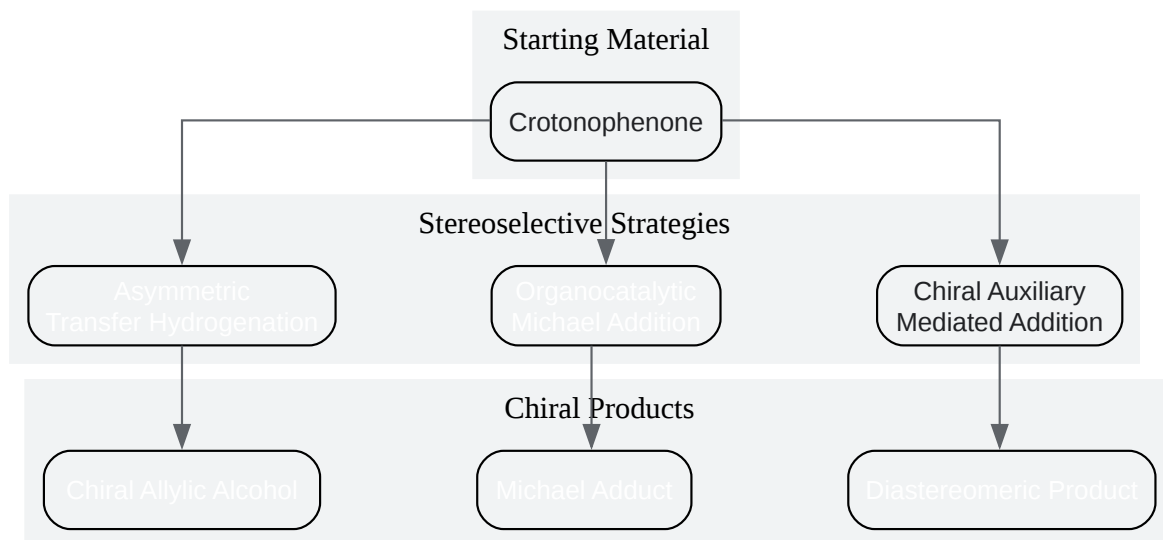 Starting Material
Crotonophenone
Stereoselective Strategies
Asymmetric
Transfer Hydrogenation
Organocatalytic
Michael Addition
Chiral Auxiliary
Mediated Addition
Chiral Products
Chiral Allylic Alcohol
Michael Adduct
Diastereomeric Product